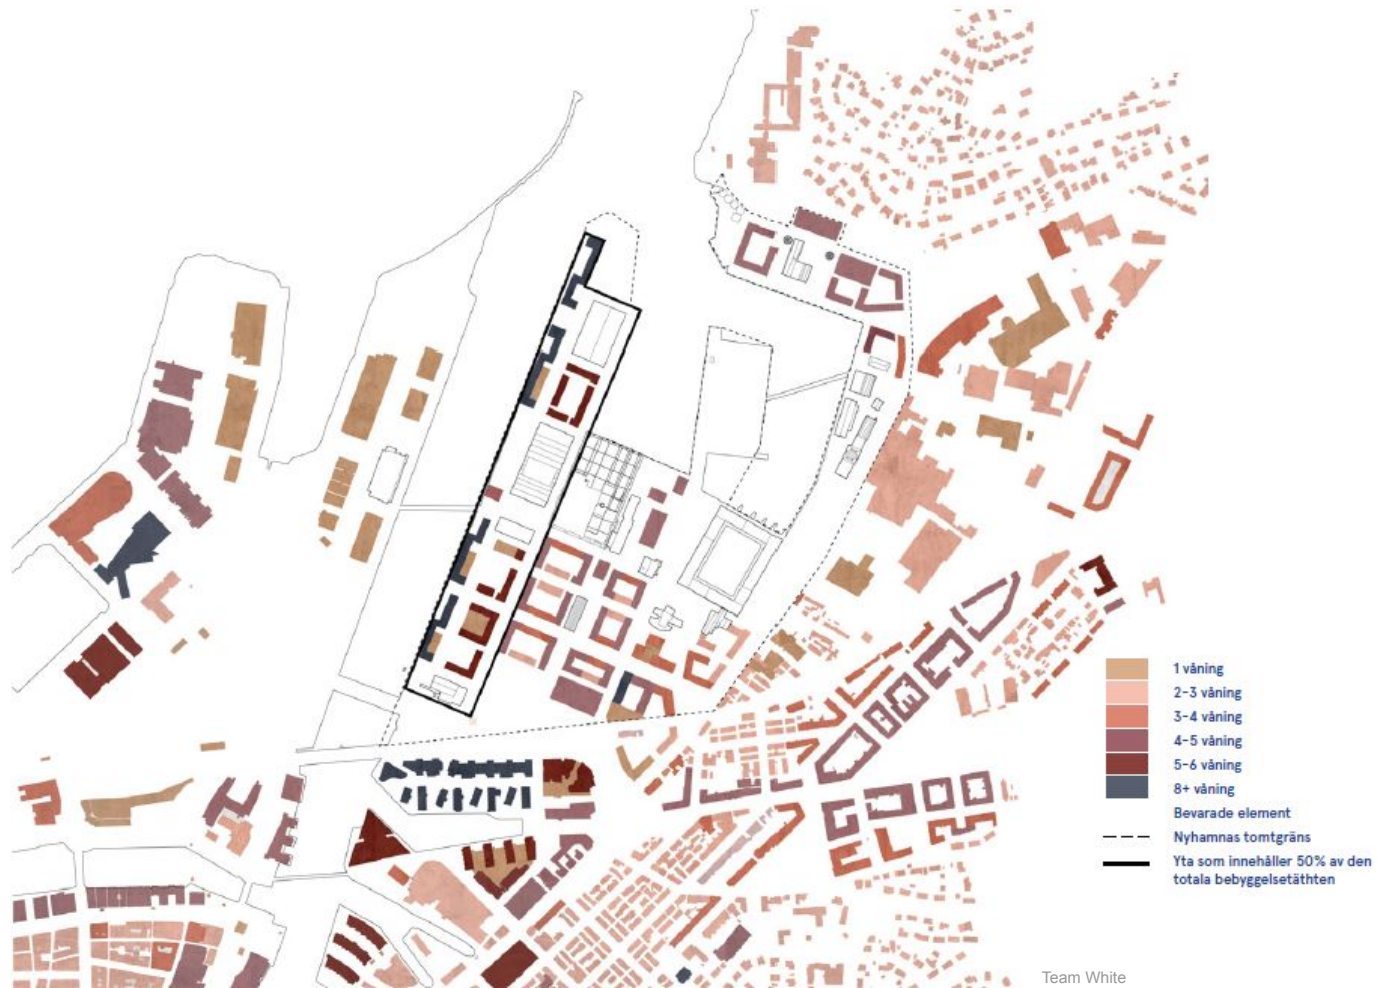 1 våning
2-3 våning
3-4 våning
4-5 våning
5-6 våning
8+ våning
Bevarade element
Nyhamnas tomtgräns
Yta som innehåller 50% av den
totala bebyggelsetäthten
Team White